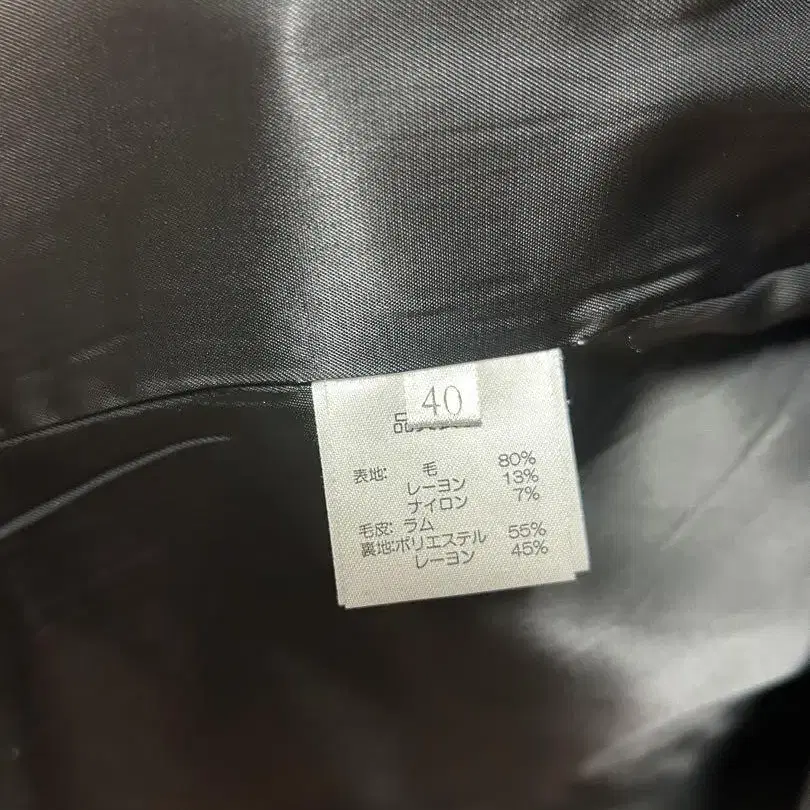 40
品
表地: 毛 80%
レーヨン 13%
ナイロン 7%
毛皮: ラム
裏地:ポリエステル 55%
レーヨン 45%